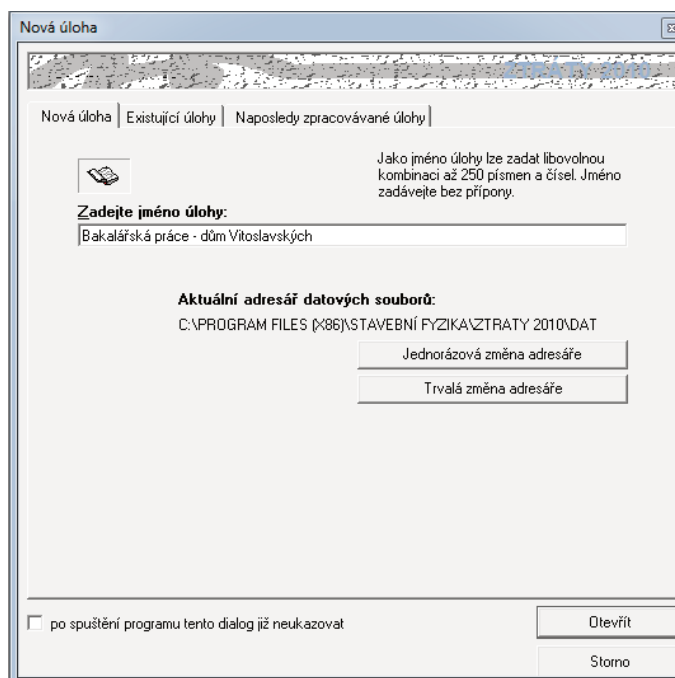 Nová úloha
ZTRÁTY 2010
Nová úloha
Existující úlohy
Naposledy zpracovávané úlohy
Jako jméno úlohy lze zadat libovolnou
kombinaci až 250 písmen a čísel. Jméno
zadávejte bez přípony.
Zadejte jméno úlohy:
Bakalářská práce - dům Vitoslavských
Aktuální adresář datových souborů:
C:\PROGRAM FILES (X86)\STAVEBNÍ FYZIKA\ZTRATY 2010\DAT
Jednorázová změna adresáře
Trvalá změna adresáře
po spuštění programu tento dialog již neukazovat
Otevřít
Storno